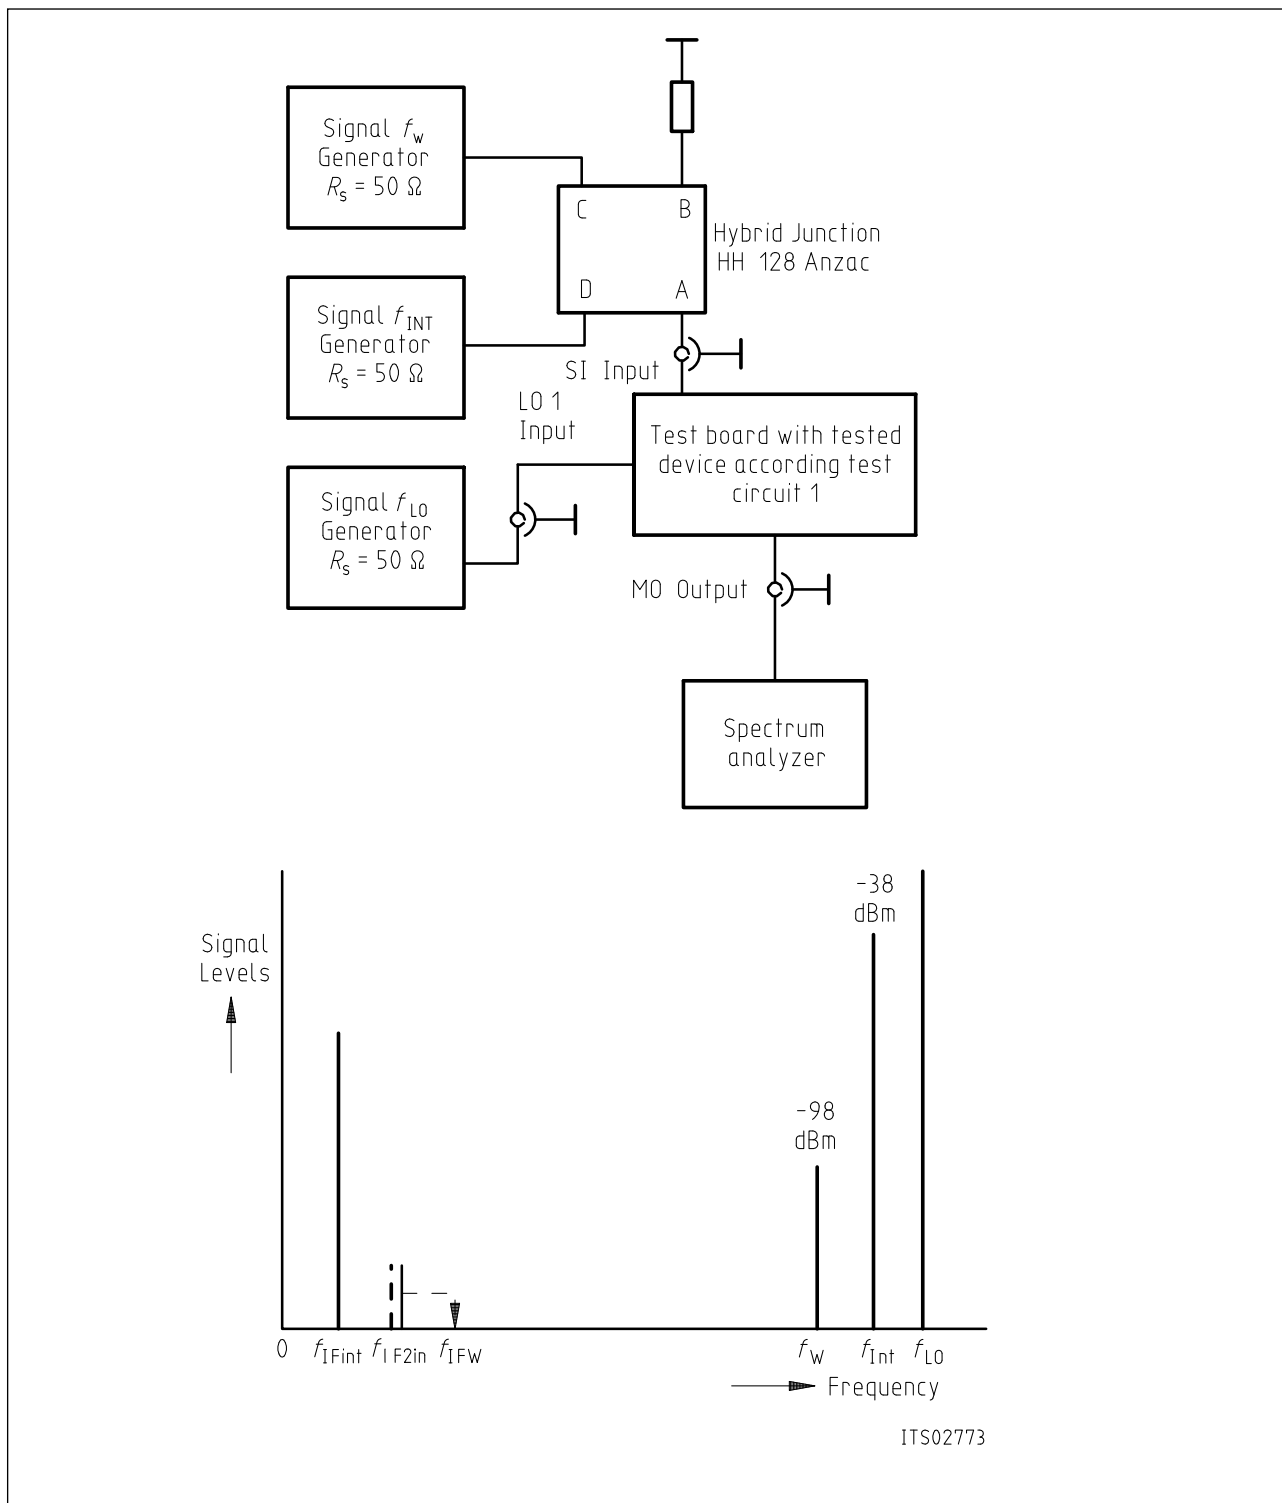 Signal f_w
Generator
R_s = 50 Ω
C
B
Hybrid Junction
HH 128 Anzac
D
A
Signal f_INT
Generator
R_s = 50 Ω
SI Input
LO 1
Input
Test board with tested
device according test
circuit 1
Signal f_LO
Generator
R_s = 50 Ω
MO Output
Spectrum
analyzer
-38
dBm
Signal
Levels
-98
dBm
0
f_IFint
f_IF2in
f_IFW
f_W
f_Int
f_LO
Frequency
ITS02773